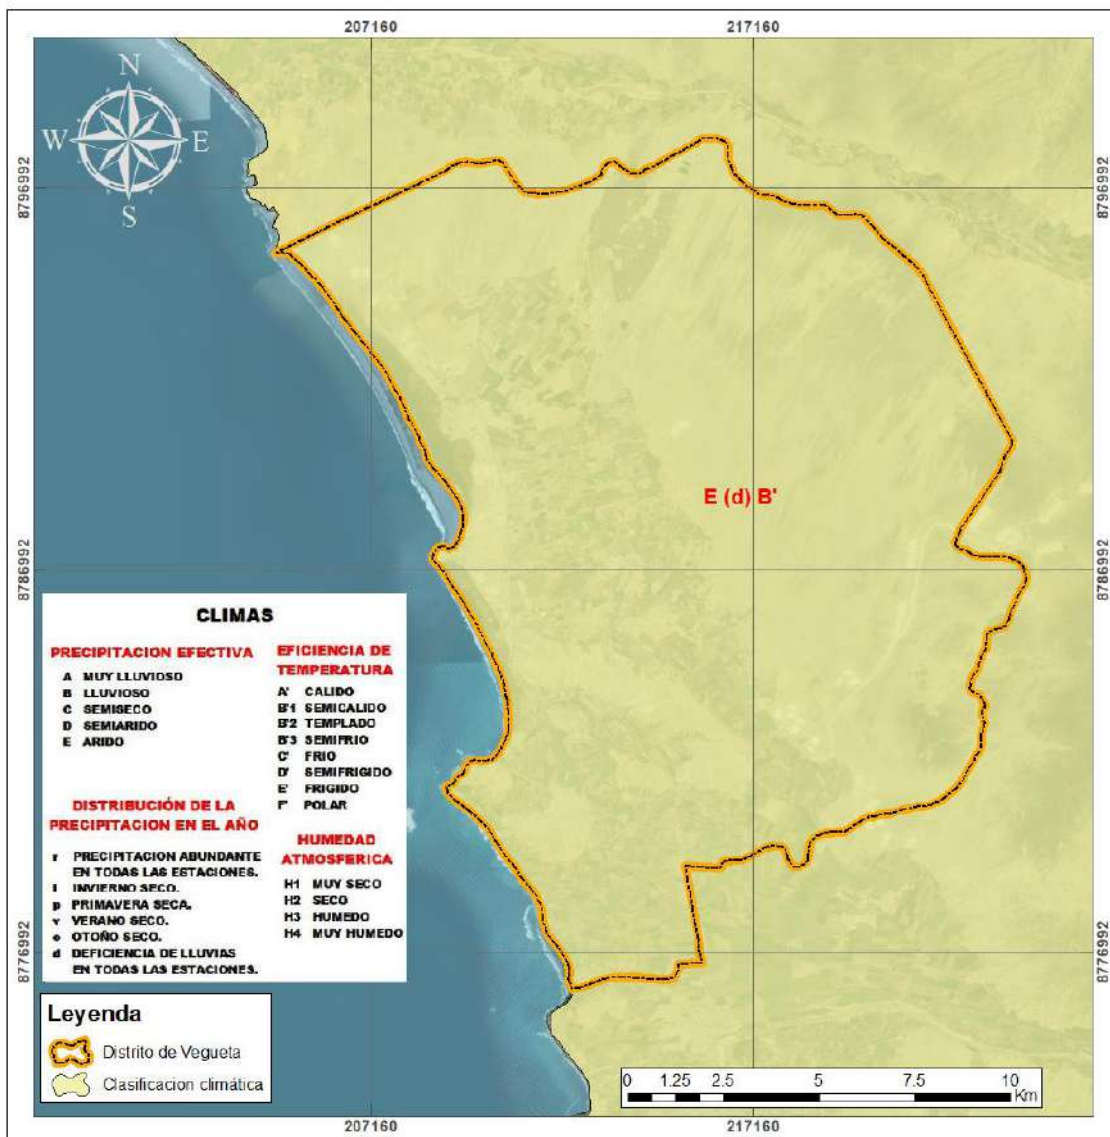 207160
217160
N
W
E
S
8796992
8796992
E (d) B'
8786992
8786992
CLIMAS
PRECIPITACION EFECTIVA
A MUY LLUVIOSO
B LLUVIOSO
C SEMISECO
D SEMIARIDO
E ARIDO
EFICIENCIA DE
TEMPERATURA
A' CALIDO
B'1 SEMICALIDO
B'2 TEMPLADO
B'3 SEMIFRIO
C' FRIO
D' SEMIFRIGIDO
E' FRIGIDO
F' POLAR
DISTRIBUCIÓN DE LA
PRECIPITACION EN EL AÑO
r PRECIPITACION ABUNDANTE
EN TODAS LAS ESTACIONES.
i INVIERNO SECO.
p PRIMAVERA SECA.
v VERANO SECO.
o OTOÑO SECO.
d DEFICIENCIA DE LLUVIAS
EN TODAS LAS ESTACIONES.
HUMEDAD
ATMOSFERICA
H1 MUY SECO
H2 SECO
H3 HUMEDO
H4 MUY HUMEDO
8776992
8776992
Leyenda
Distrito de Vegueta
Clasificacion climática
0 1.25 2.5 5 7.5 10
Km
207160
217160